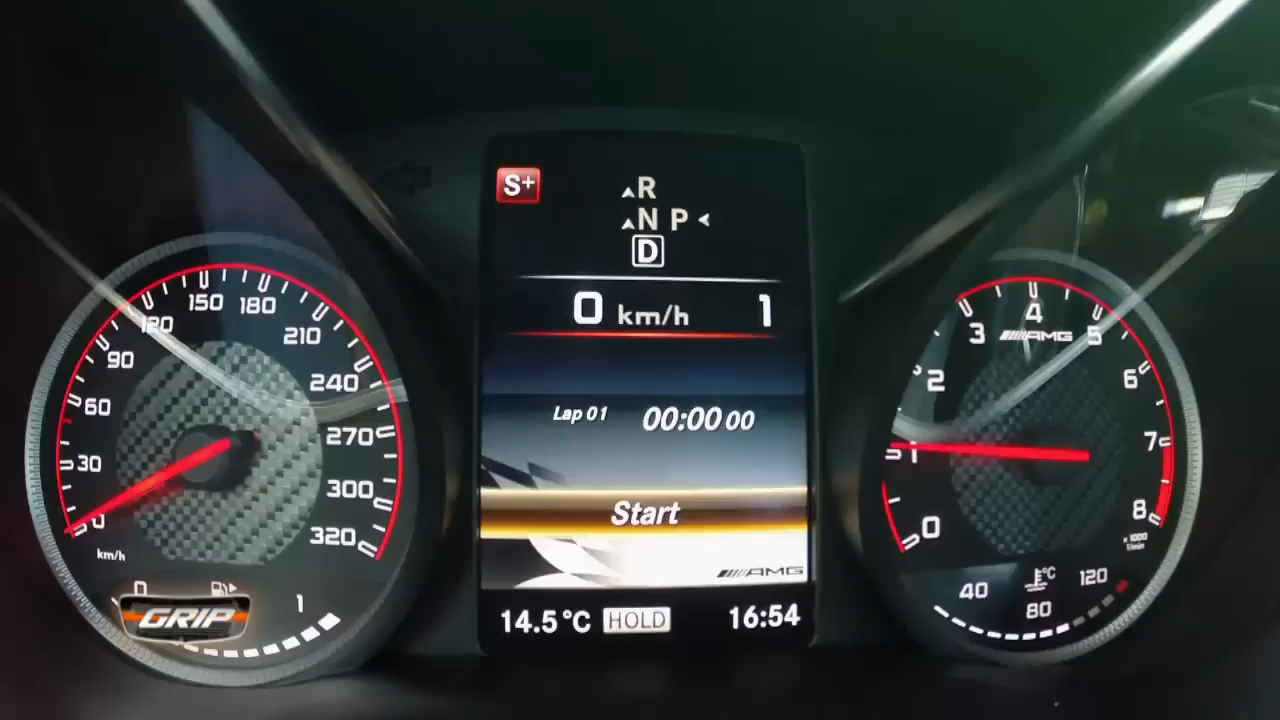 S+
R
N P
D
0 km/h 1
Lap 01 00:00 00
Start
AMG
14.5°C HOLD 16:54
0
30
60
90
120
150
180
210
240
270
300
320
km/h
0 1
GRIP
0
1
2
3
4
5
6
7
8
AMG
x 1000
1/min
°C
40 80 120